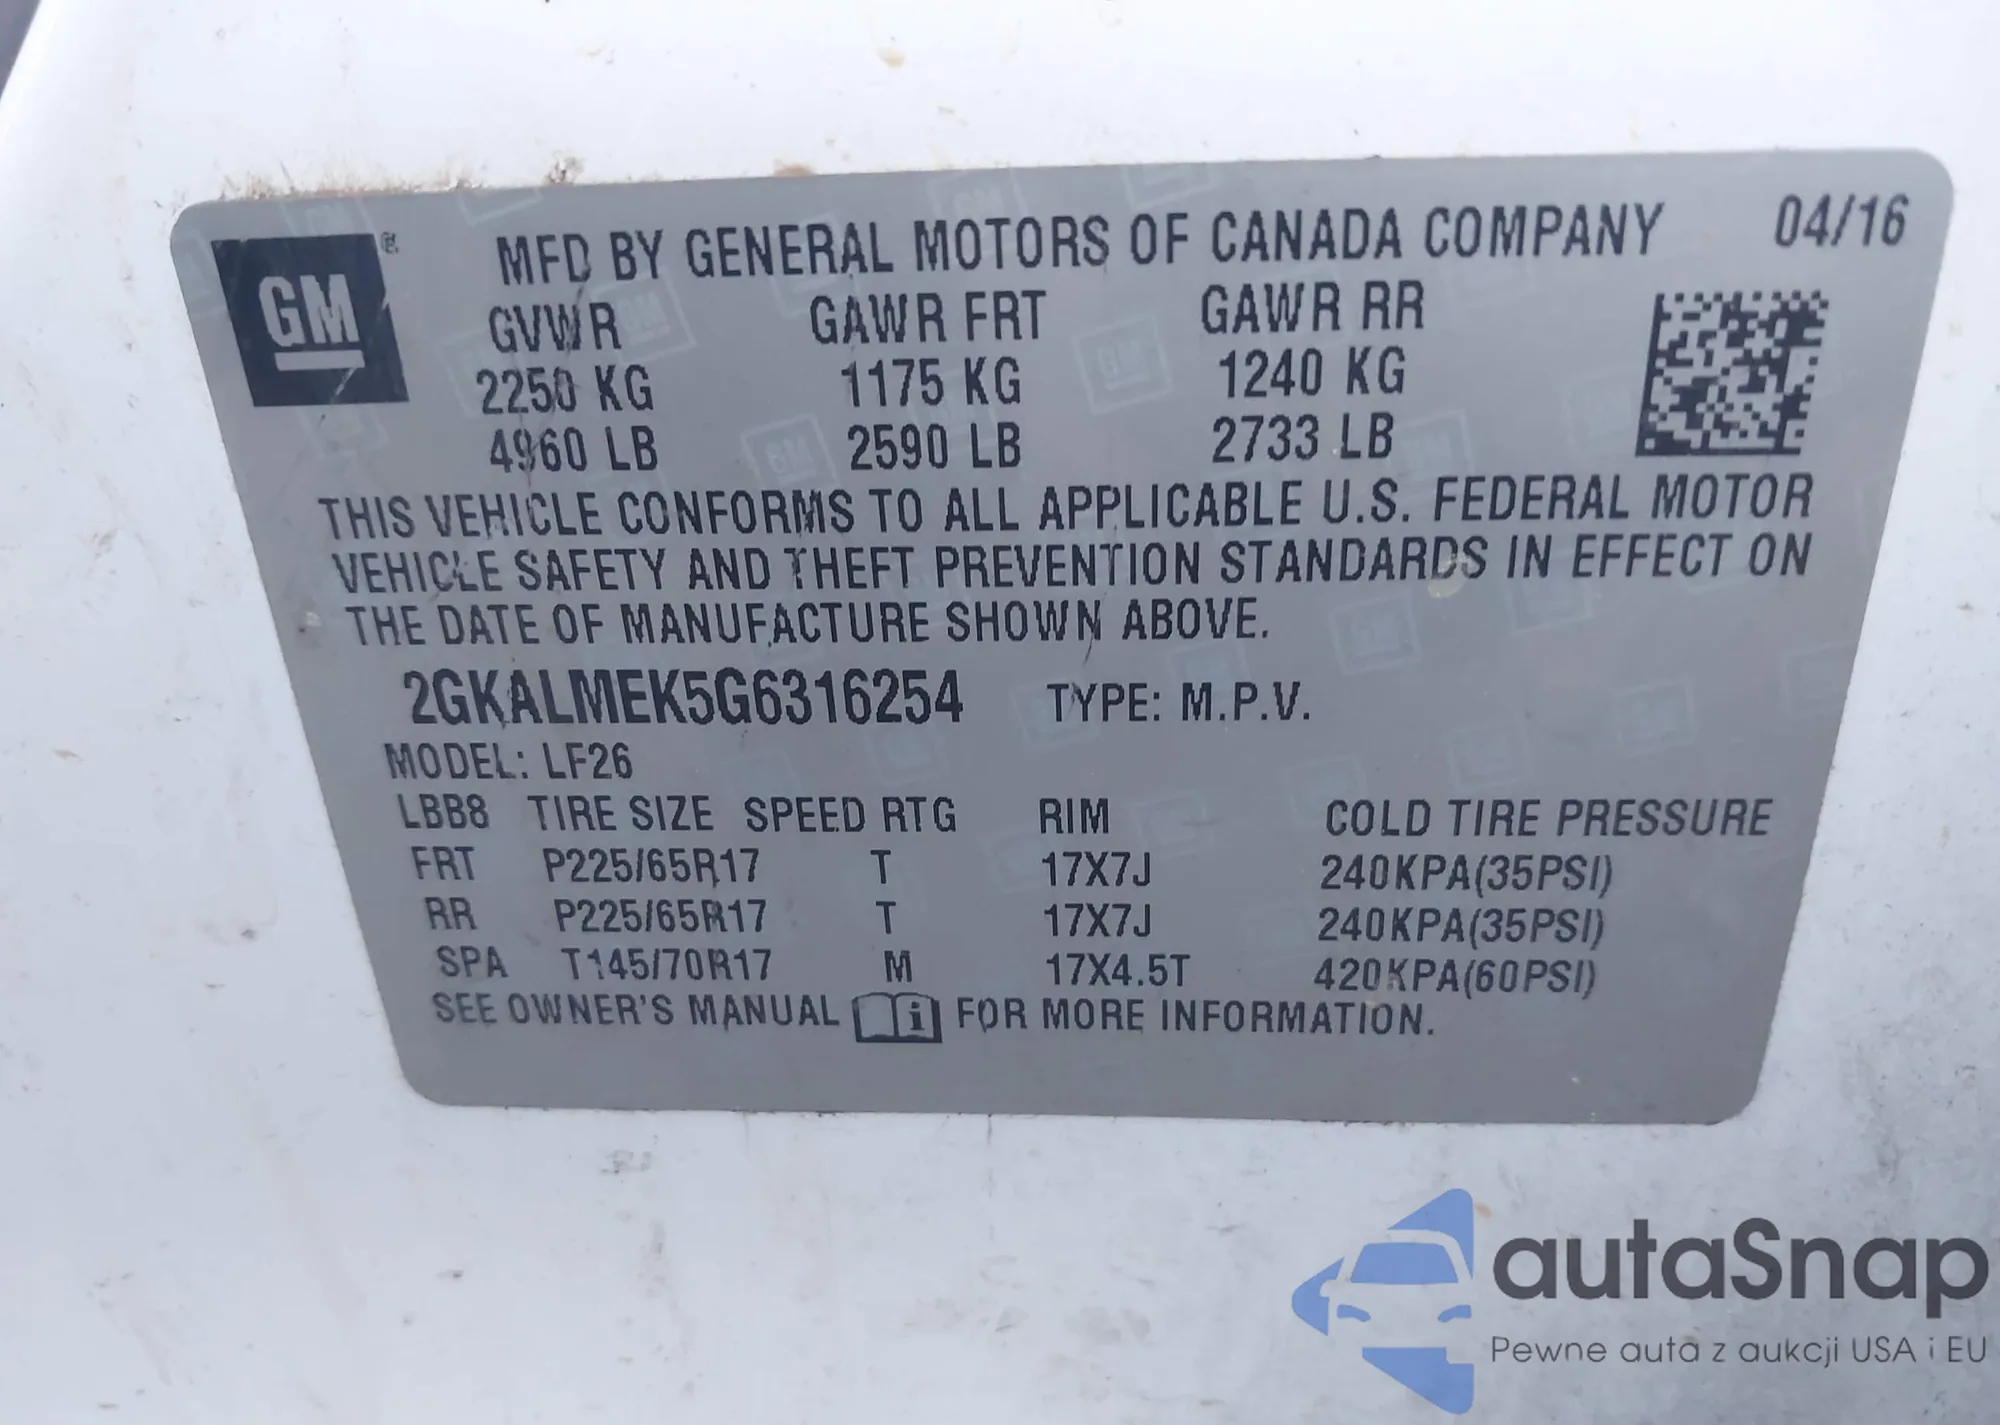 GM
MFD BY GENERAL MOTORS OF CANADA COMPANY 04/16
GVWR GAWR FRT GAWR RR
2250 KG 1175 KG 1240 KG
4960 LB 2590 LB 2733 LB
THIS VEHICLE CONFORMS TO ALL APPLICABLE U.S. FEDERAL MOTOR
VEHICLE SAFETY AND THEFT PREVENTION STANDARDS IN EFFECT ON
THE DATE OF MANUFACTURE SHOWN ABOVE.
2GKALMEK5G6316254 TYPE: M.P.V.
MODEL: LF26
LBB8 TIRE SIZE SPEED RTG RIM COLD TIRE PRESSURE
FRT P225/65R17 T 17X7J 240KPA(35PSI)
RR P225/65R17 T 17X7J 240KPA(35PSI)
SPA T145/70R17 M 17X4.5T 420KPA(60PSI)
SEE OWNER'S MANUAL i FOR MORE INFORMATION.
autaSnap
Pewne auta z aukcji USA i EU